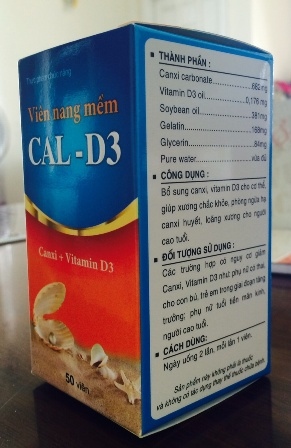 Thực phẩm chức năng
Viên nang mềm
CAL - D3
Canxi + Vitamin D3
50 viên
THÀNH PHẦN :
Canxi carbonate
Vitamin D3 oil
Soybean oil
Gelatin
Glycerin
Pure water vừa đủ
CÔNG DỤNG :
Bổ sung canxi, vitamin D3 cho cơ thể,
giúp xương chắc khỏe, phòng ngừa hạ
canxi huyết, loãng xương cho người
cao tuổi.
ĐỐI TƯỢNG SỬ DỤNG :
Các trường hợp có nguy cơ giảm
Canxi, Vitamin D3 như: phụ nữ có thai,
cho con bú, trẻ em trong giai đoạn tăng
trưởng; phụ nữ tuổi tiền mãn kinh,
người cao tuổi.
CÁCH DÙNG:
Ngày uống 2 lần, mỗi lần 1 viên.
Sản phẩm này không phải là thuốc
và không có tác dụng thay thế thuốc chữa bệnh.